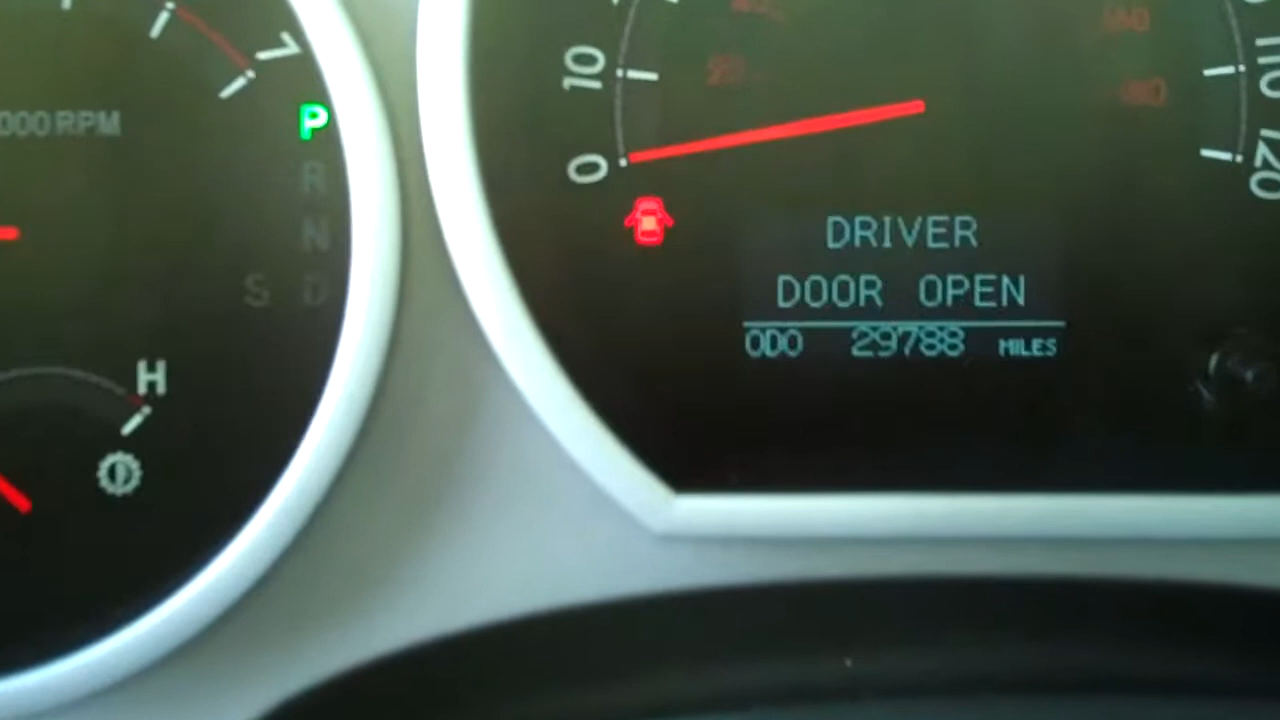 7
000 RPM
P
R
N
S D
H
10
0
110
120
DRIVER
DOOR OPEN
ODO 29788 MILES